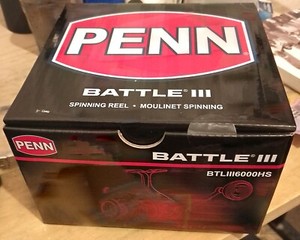 PENN
BATTLE® III
SPINNING REEL • MOULINET SPINNING
PENN
BATTLE® III
BTLIII6000HS